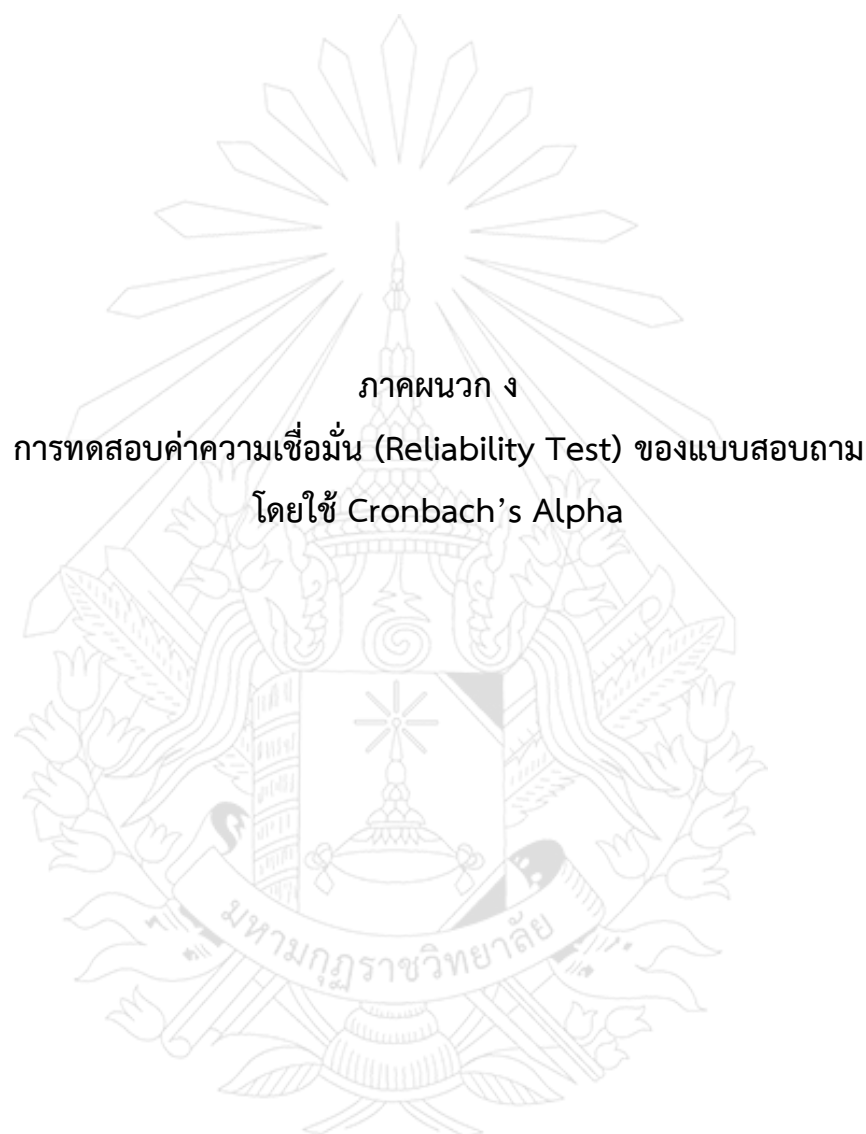 ภาคผนวก ง
การทดสอบค่าความเชื่อมั่น (Reliability Test) ของแบบสอบถาม
โดยใช้ Cronbach’s Alpha
มหามกุฏราชวิทยาลัย